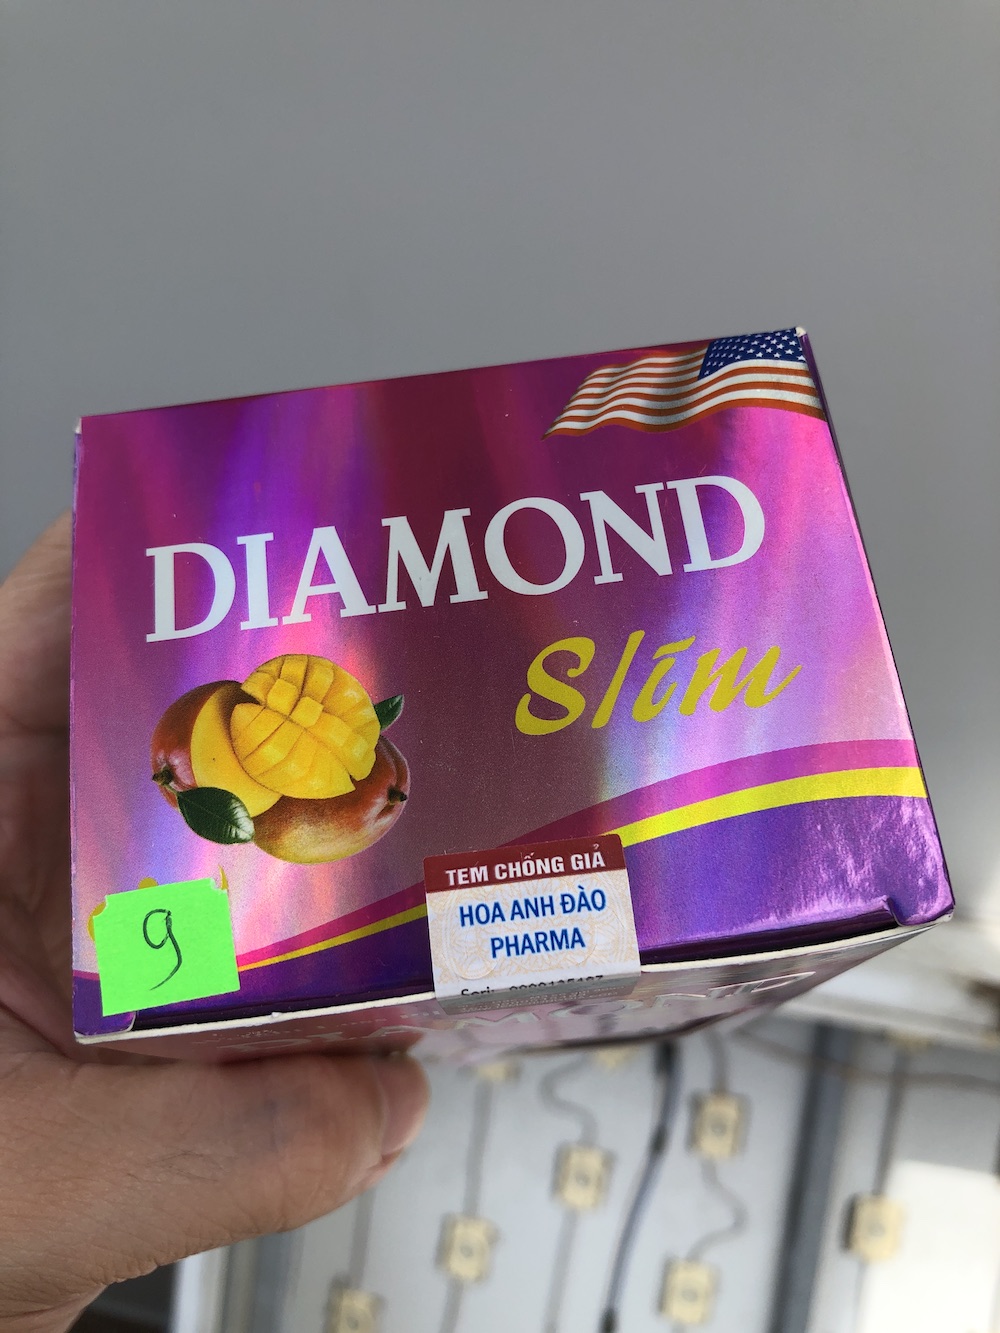 DIAMOND
Slim
TEM CHỐNG GIẢ
HOA ANH ĐÀO
PHARMA
9